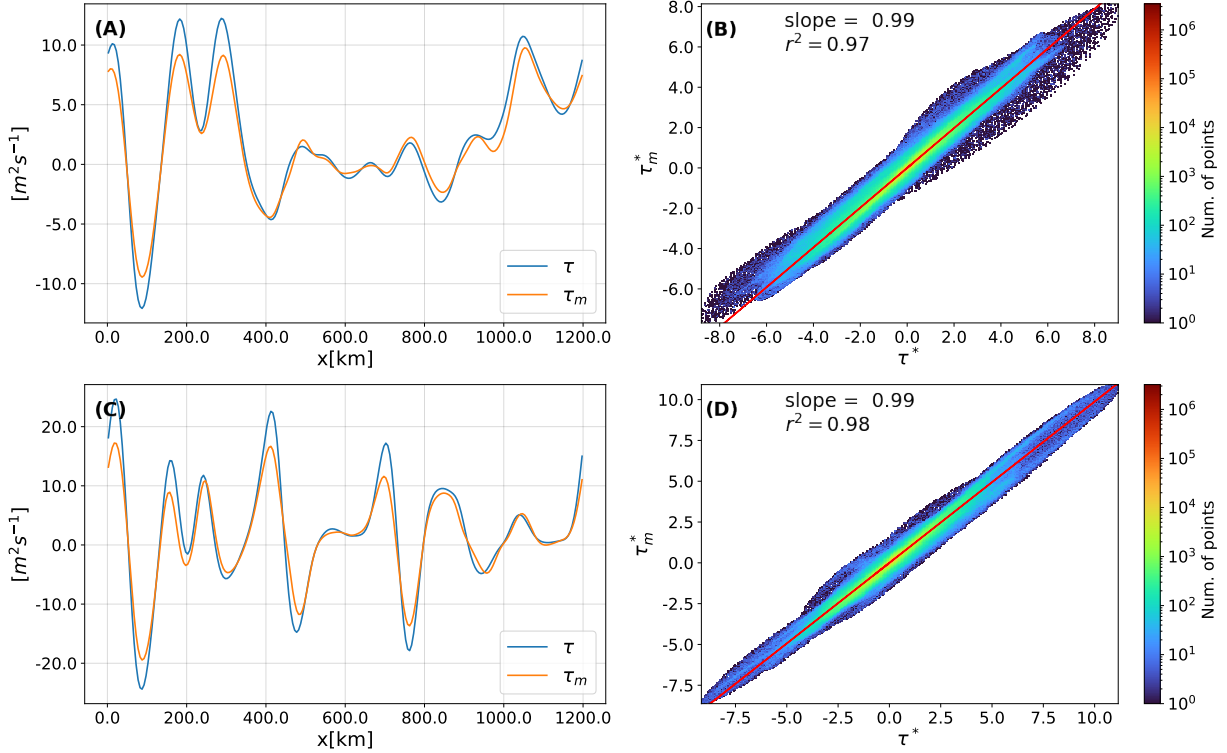 (A)
10.0
5.0
0.0
-5.0
-10.0
[m²s⁻¹]
0.0 200.0 400.0 600.0 800.0 1000.0 1200.0
x[km]
τ
τₘ
(B)
slope = 0.99
r² = 0.97
8.0
6.0
4.0
2.0
0.0
-2.0
-4.0
-6.0
τ*ₘ
-8.0 -6.0 -4.0 -2.0 0.0 2.0 4.0 6.0 8.0
τ*
10⁶
10⁵
10⁴
10³
10²
10¹
10⁰
Num. of points
(C)
20.0
10.0
0.0
-10.0
-20.0
[m²s⁻¹]
0.0 200.0 400.0 600.0 800.0 1000.0 1200.0
x[km]
τ
τₘ
(D)
slope = 0.99
r² = 0.98
10.0
7.5
5.0
2.5
0.0
-2.5
-5.0
-7.5
τ*ₘ
-7.5 -5.0 -2.5 0.0 2.5 5.0 7.5 10.0
τ*
10⁶
10⁵
10⁴
10³
10²
10¹
10⁰
Num. of points